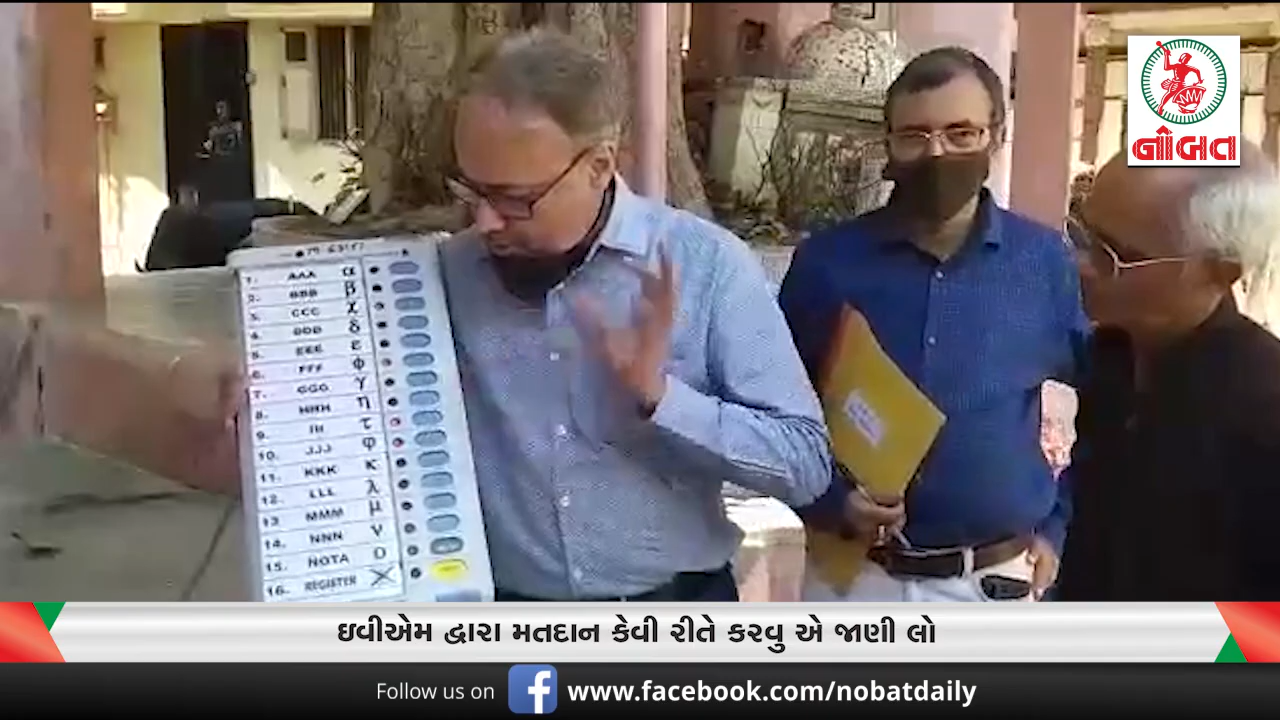 નોબત
1. AAA α
2. BBB β
3. CCC χ
4. DDD δ
5. EEE ε
6. FFF φ
7. GGG γ
8. HHH η
9. III τ
10. JJJ φ
11. KKK κ
12. LLL λ
13. MMM μ
14. NNN ν
15. NOTA O
16. REGISTER X
ઇવીએમ દ્વારા મતદાન કેવી રીતે કરવુ એ જાણી લો
Follow us on f www.facebook.com/nobatdaily